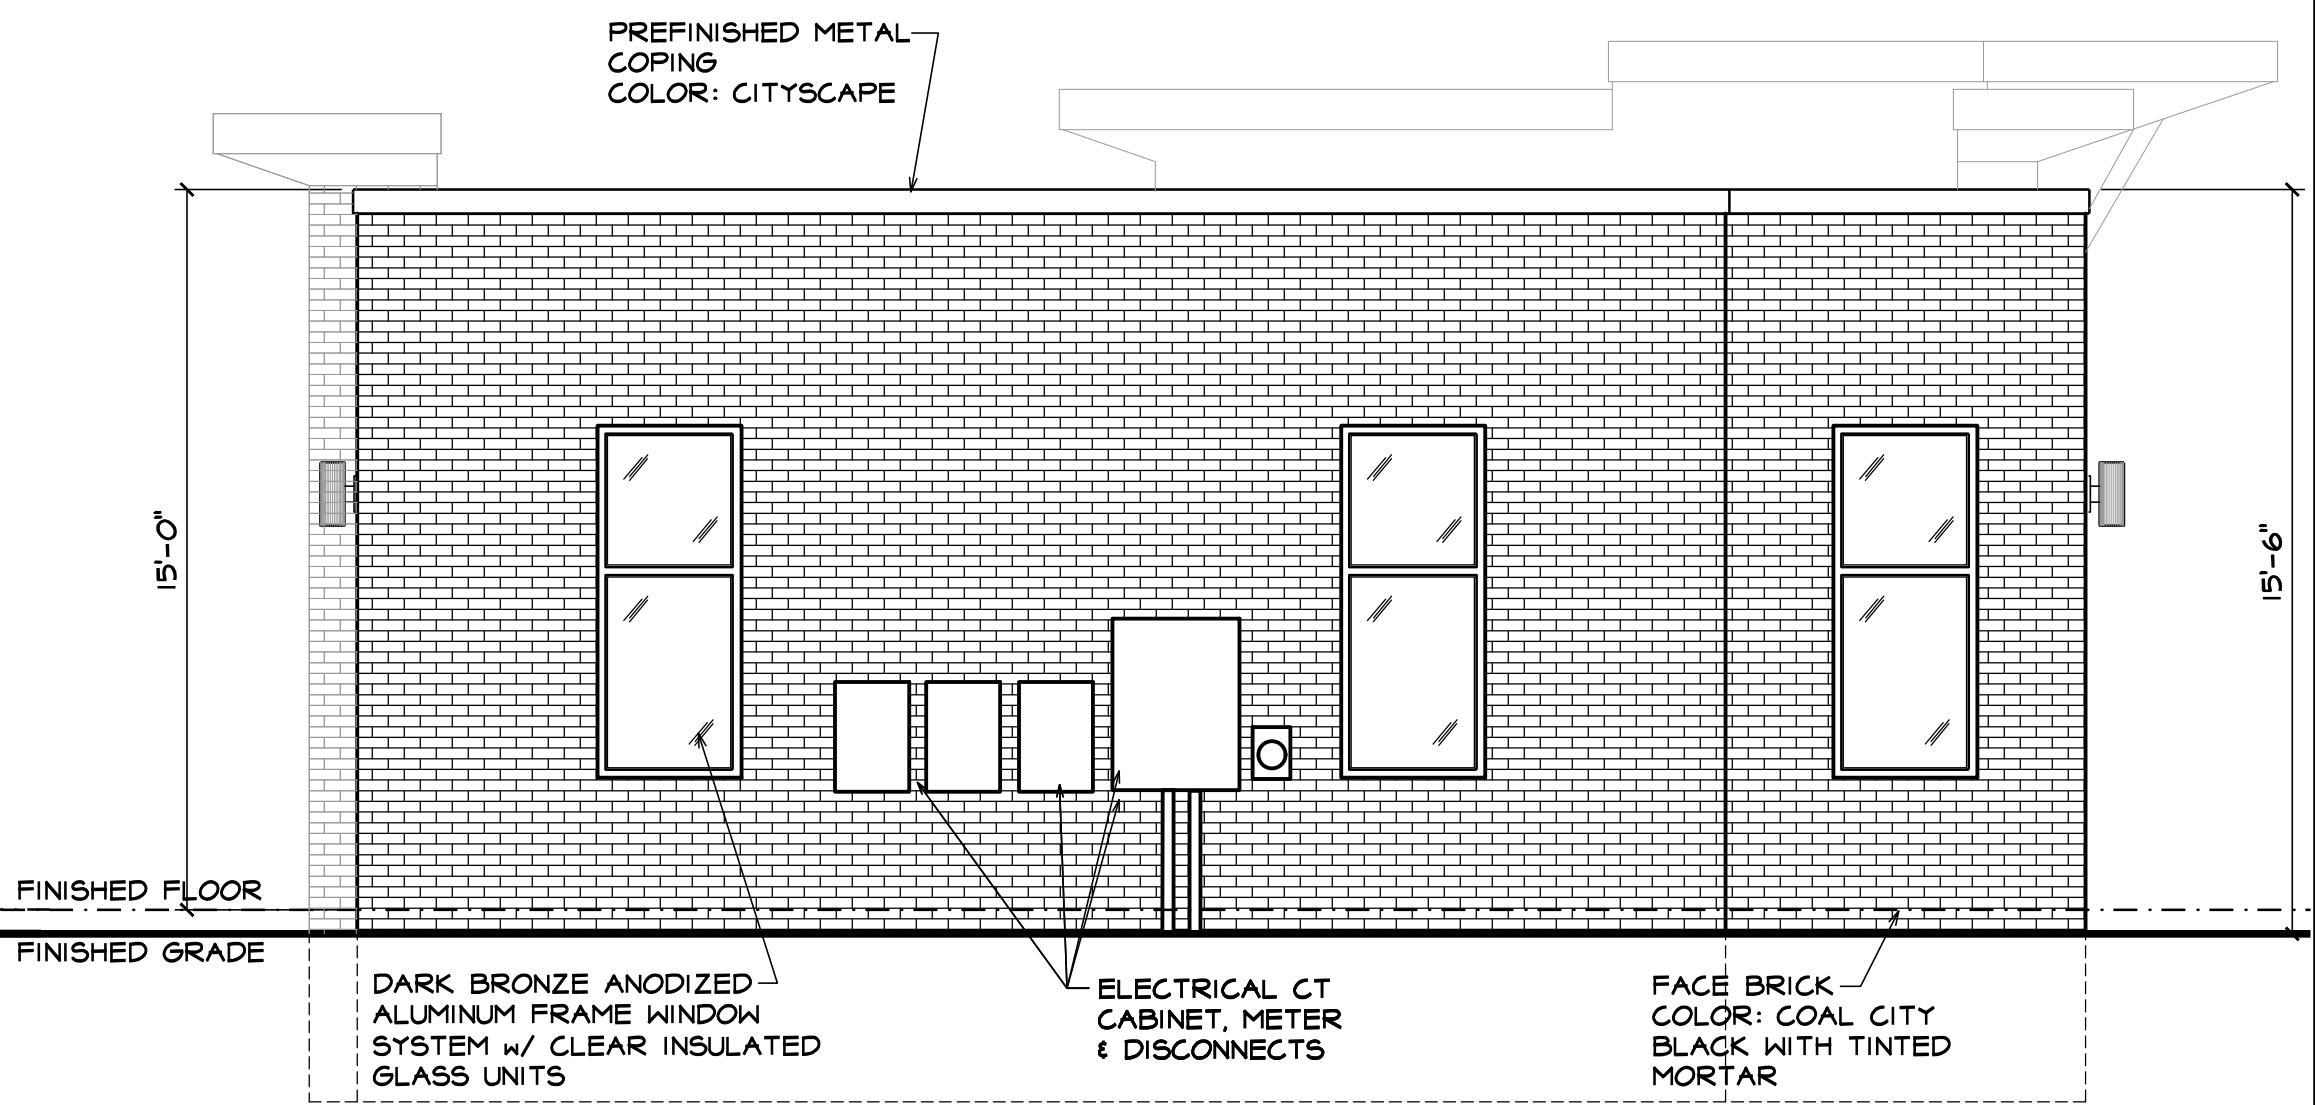 PREFINISHED METAL
COPING
COLOR: CITYSCAPE
15'-0"
15'-6"
FINISHED FLOOR
FINISHED GRADE
DARK BRONZE ANODIZED
ALUMINUM FRAME WINDOW
SYSTEM w/ CLEAR INSULATED
GLASS UNITS
ELECTRICAL CT
CABINET, METER
& DISCONNECTS
FACE BRICK
COLOR: COAL CITY
BLACK WITH TINTED
MORTAR